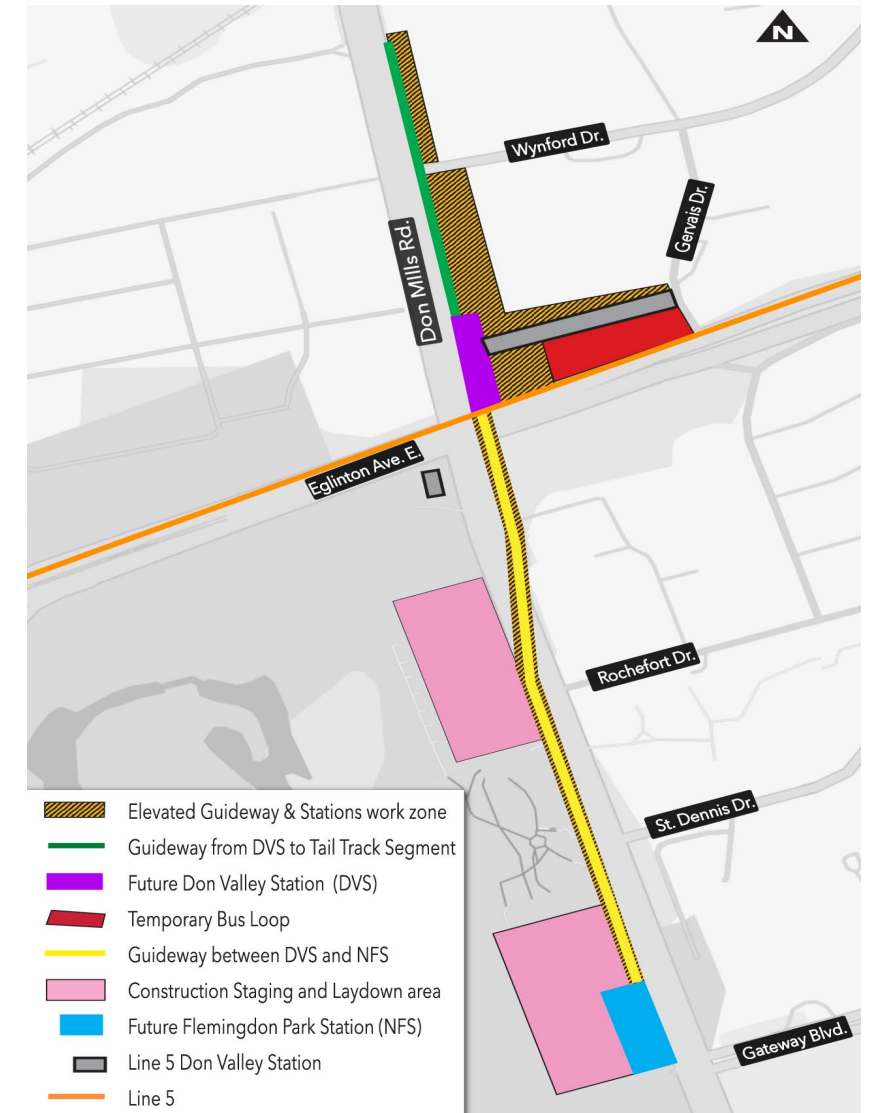 N
Wynford Dr.
Gervais Dr.
Don MIlls Rd.
Eglinton Ave. E.
Rochefort Dr.
St. Dennis Dr.
Gateway Blvd.
Elevated Guideway & Stations work zone
Guideway from DVS to Tail Track Segment
Future Don Valley Station (DVS)
Temporary Bus Loop
Guideway between DVS and NFS
Construction Staging and Laydown area
Future Flemingdon Park Station (NFS)
Line 5 Don Valley Station
Line 5